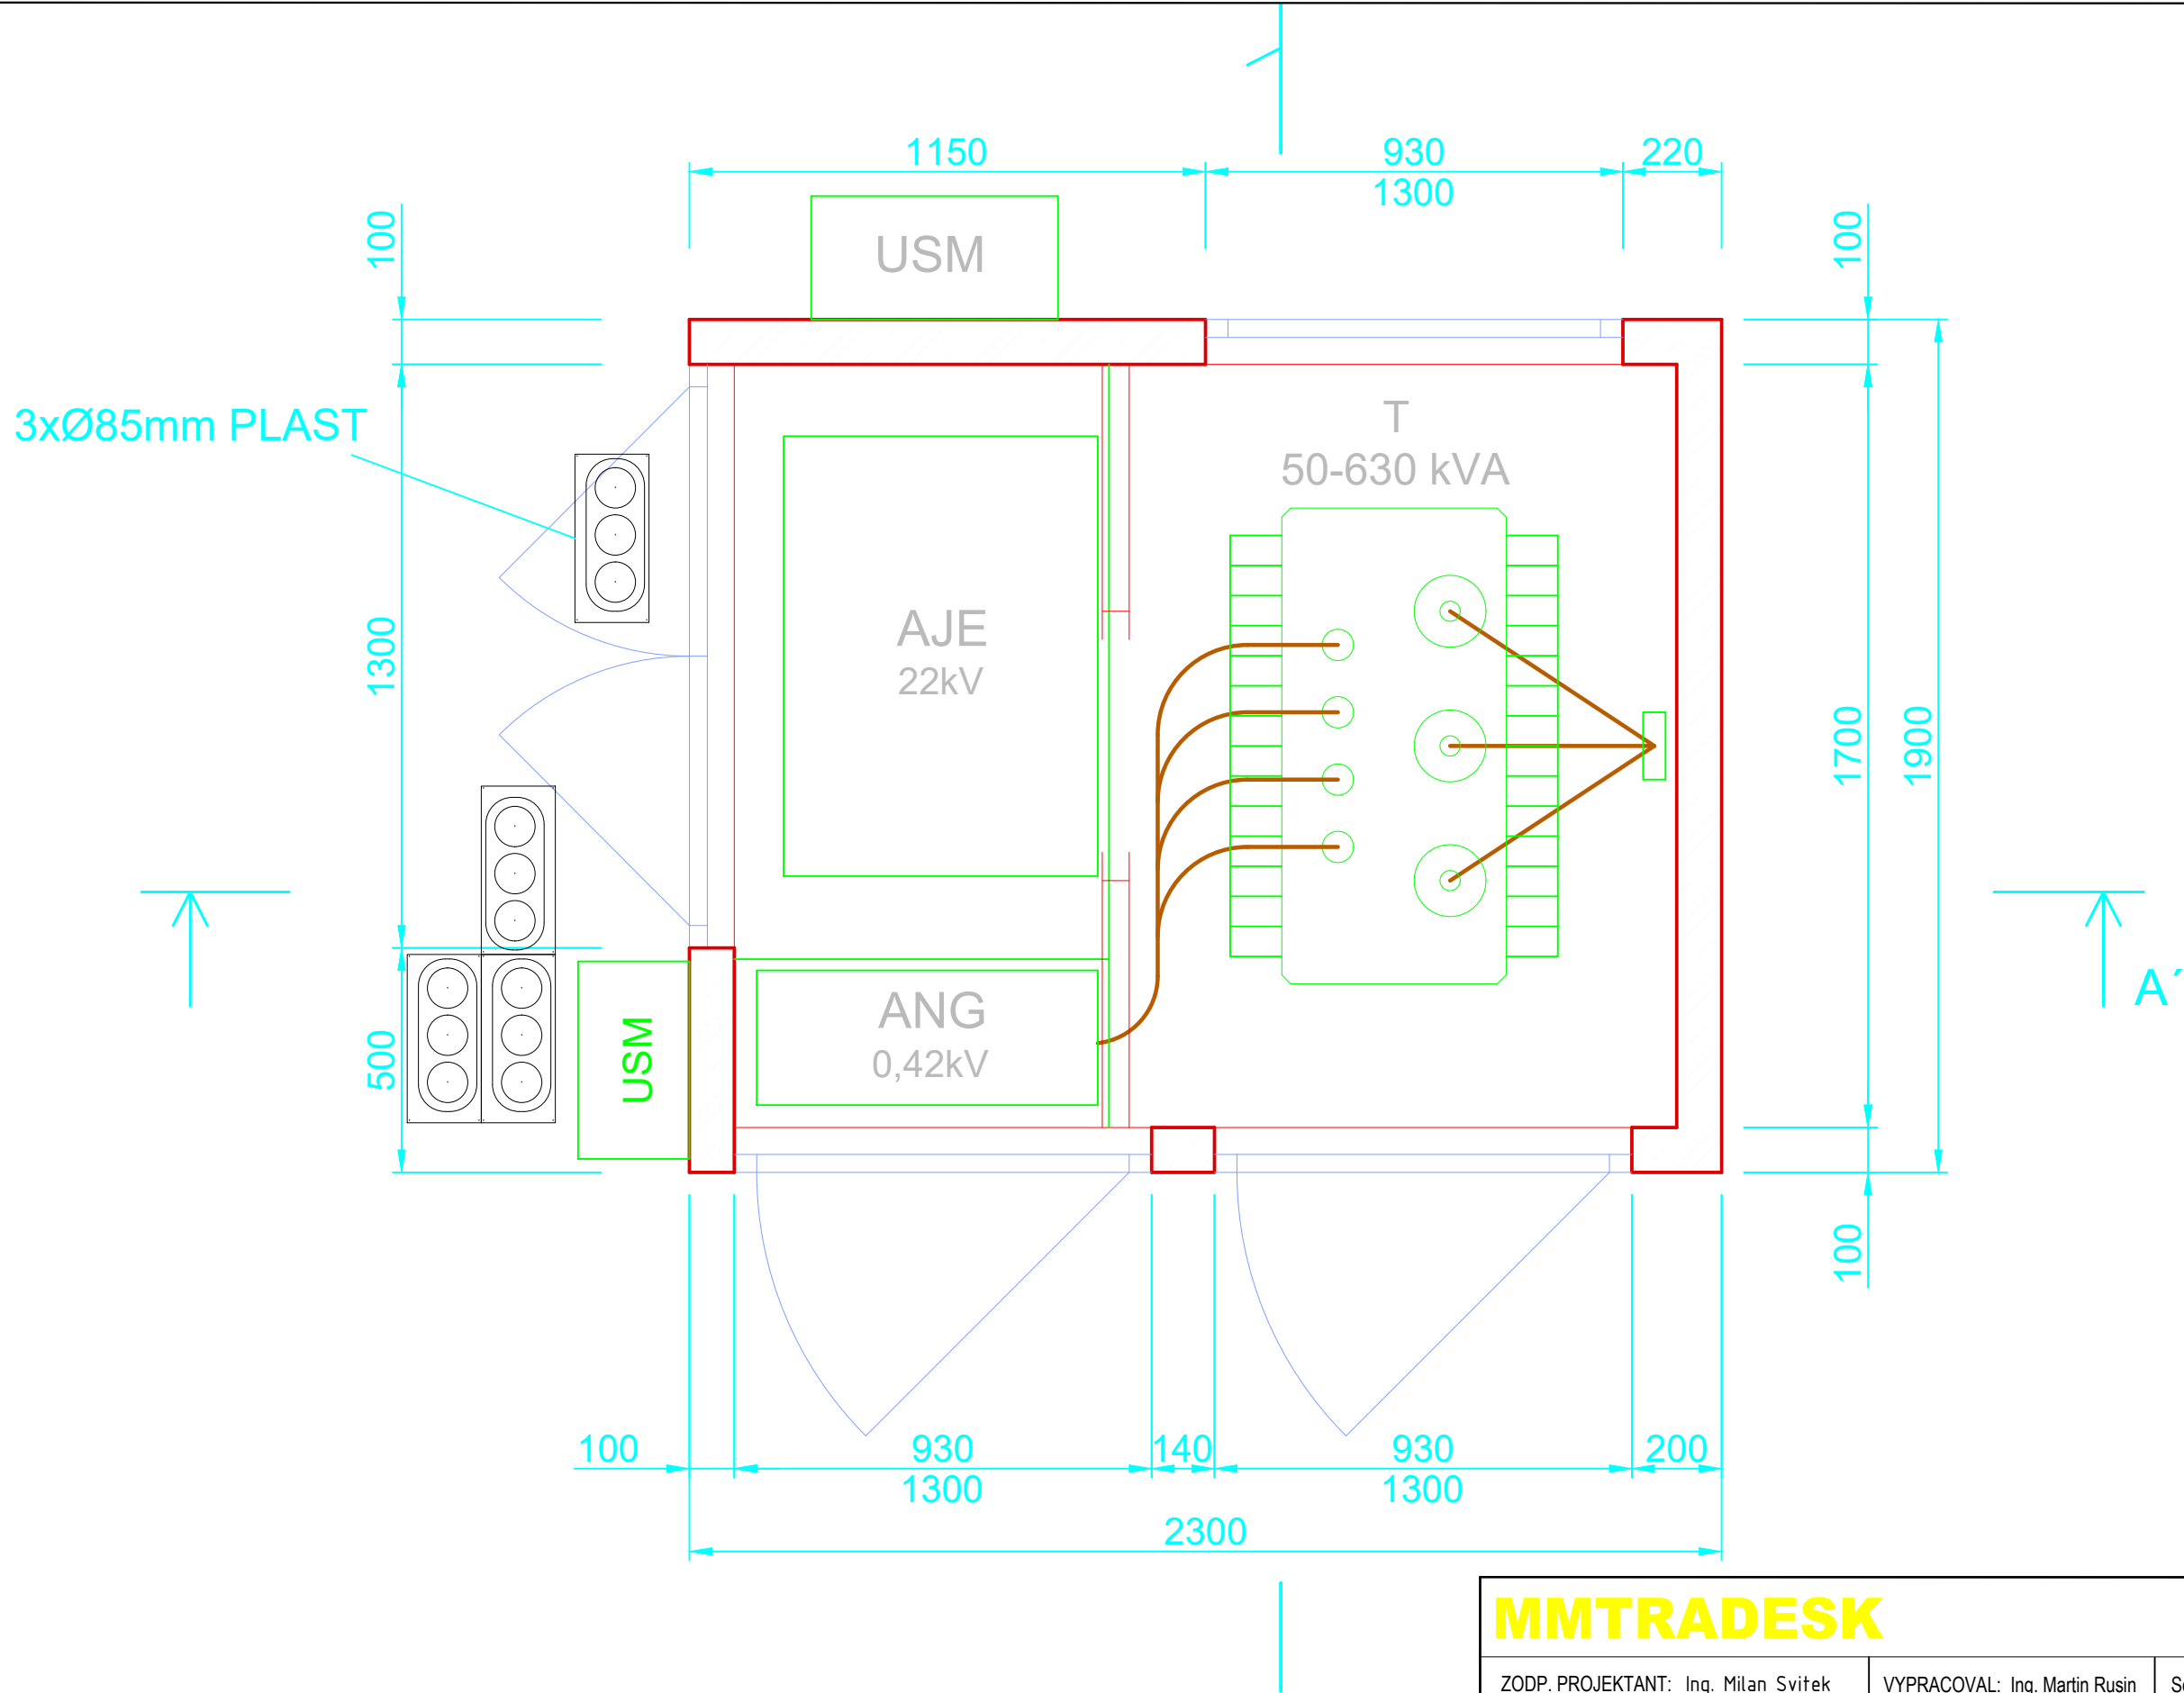 1150
930
220
1300
100
USM
100
3xØ85mm PLAST
T
50-630 kVA
AJE
22kV
1300
1700
1900
A´
ANG
0,42kV
500
USM
100
100
930
140
930
200
1300
1300
2300
MMTRADESK
ZODP. PROJEKTANT: Ing. Milan Svitek
VYPRACOVAL: Ing. Martin Rusin